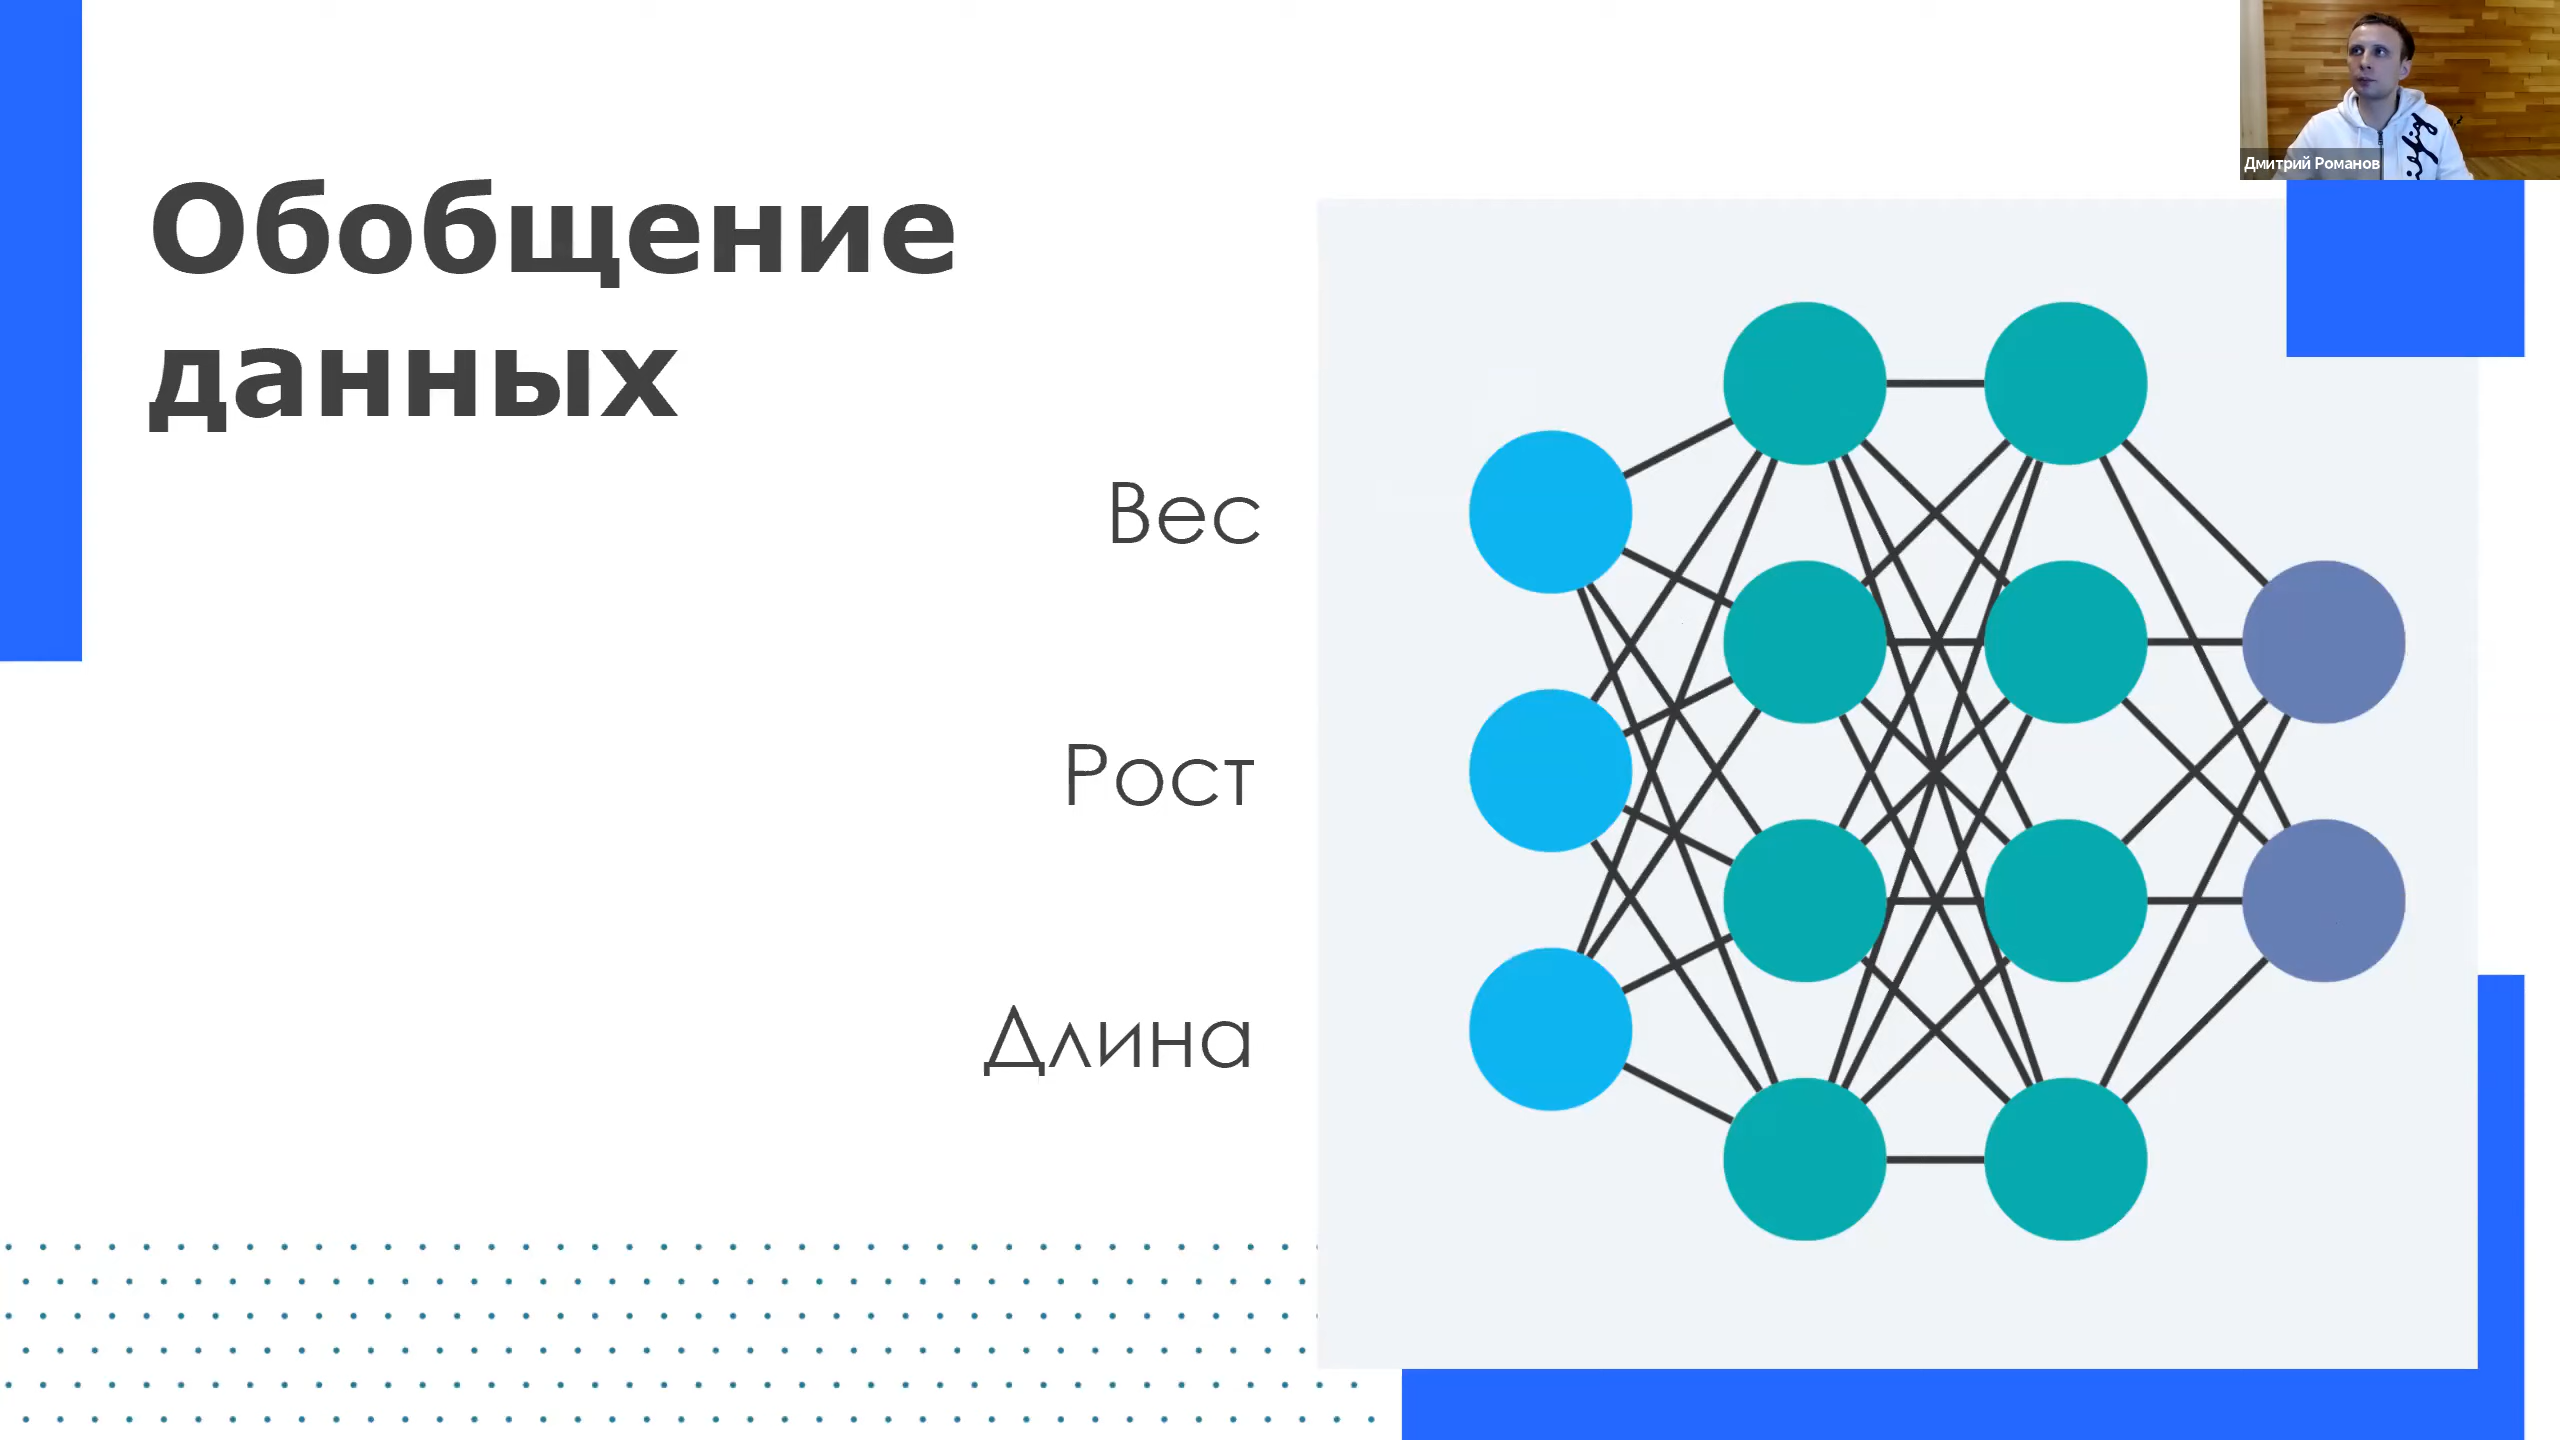 Дмитрий Романов
Обобщение
данных
Вес
Рост
Длина